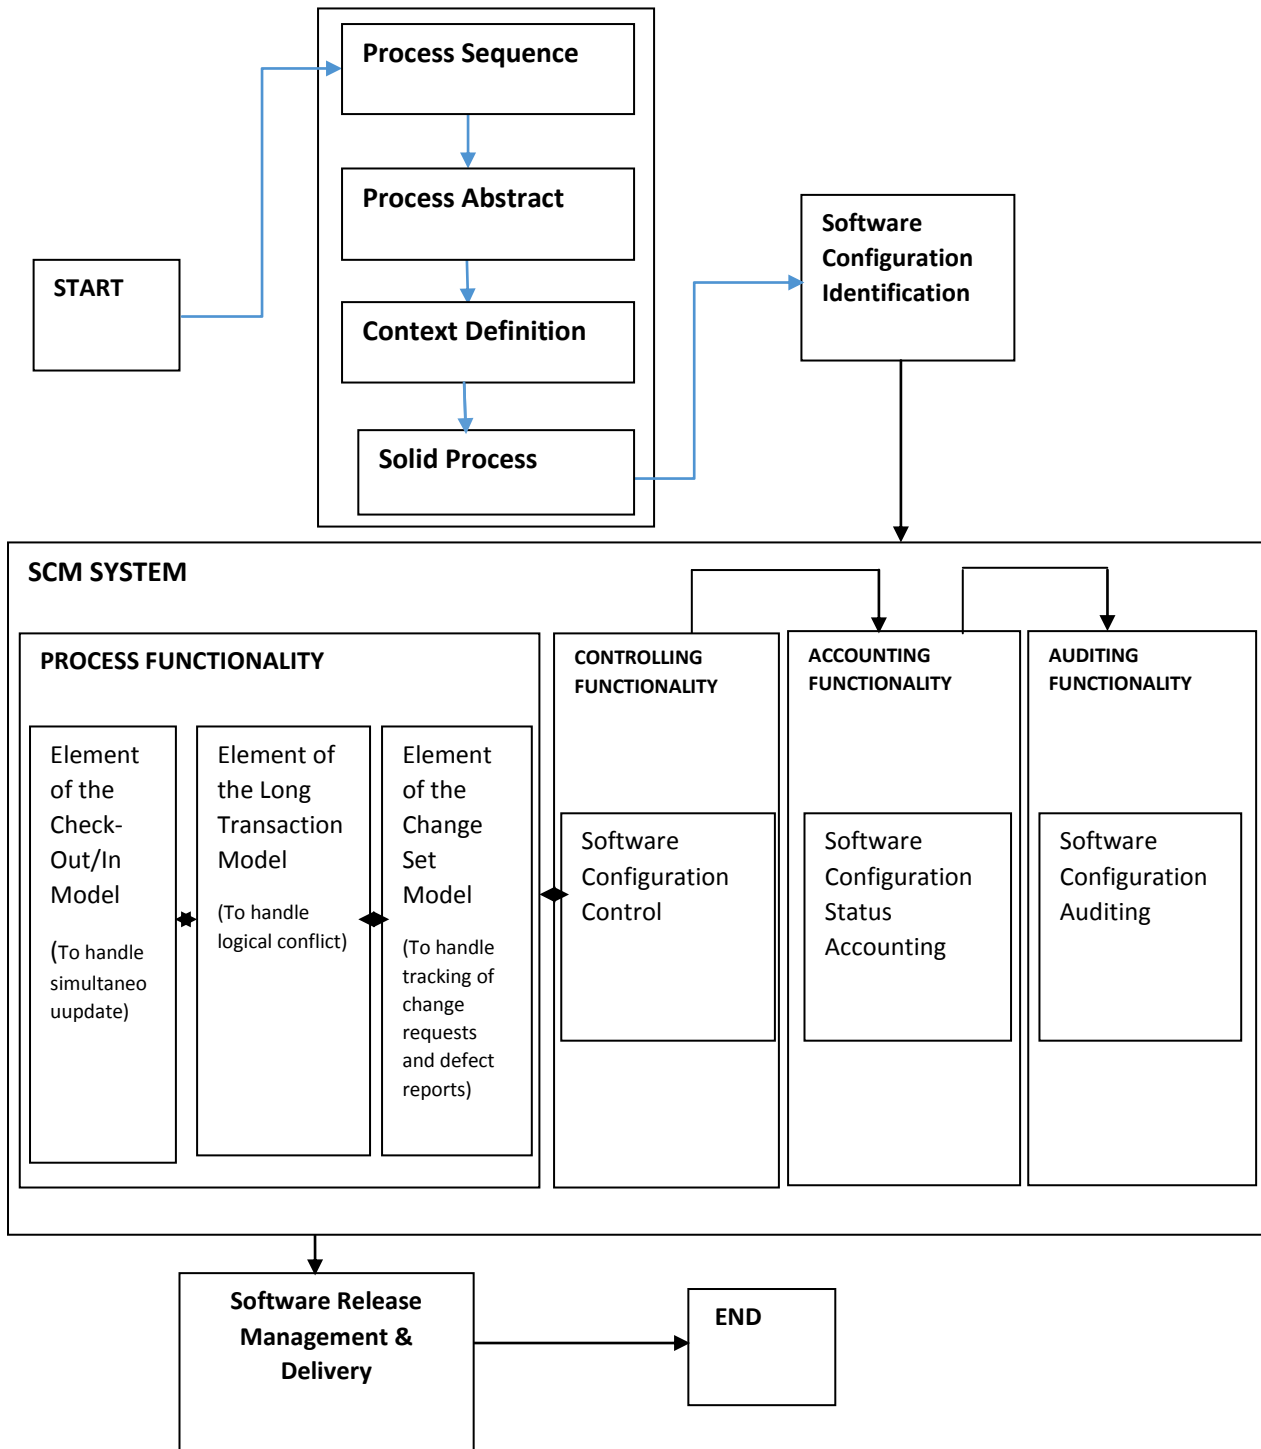 Process Sequence
Process Abstract
Context Definition
Solid Process
START
Software
Configuration
Identification
SCM SYSTEM
PROCESS FUNCTIONALITY
Element
of the
Check-
Out/In
Model
(To handle
simultaneo
uupdate)
Element of
the Long
Transaction
Model
(To handle
logical conflict)
Element
of the
Change
Set
Model
(To handle
tracking of
change
requests
and defect
reports)
CONTROLLING
FUNCTIONALITY
Software
Configuration
Control
ACCOUNTING
FUNCTIONALITY
Software
Configuration
Status
Accounting
AUDITING
FUNCTIONALITY
Software
Configuration
Auditing
Software Release
Management &
Delivery
END